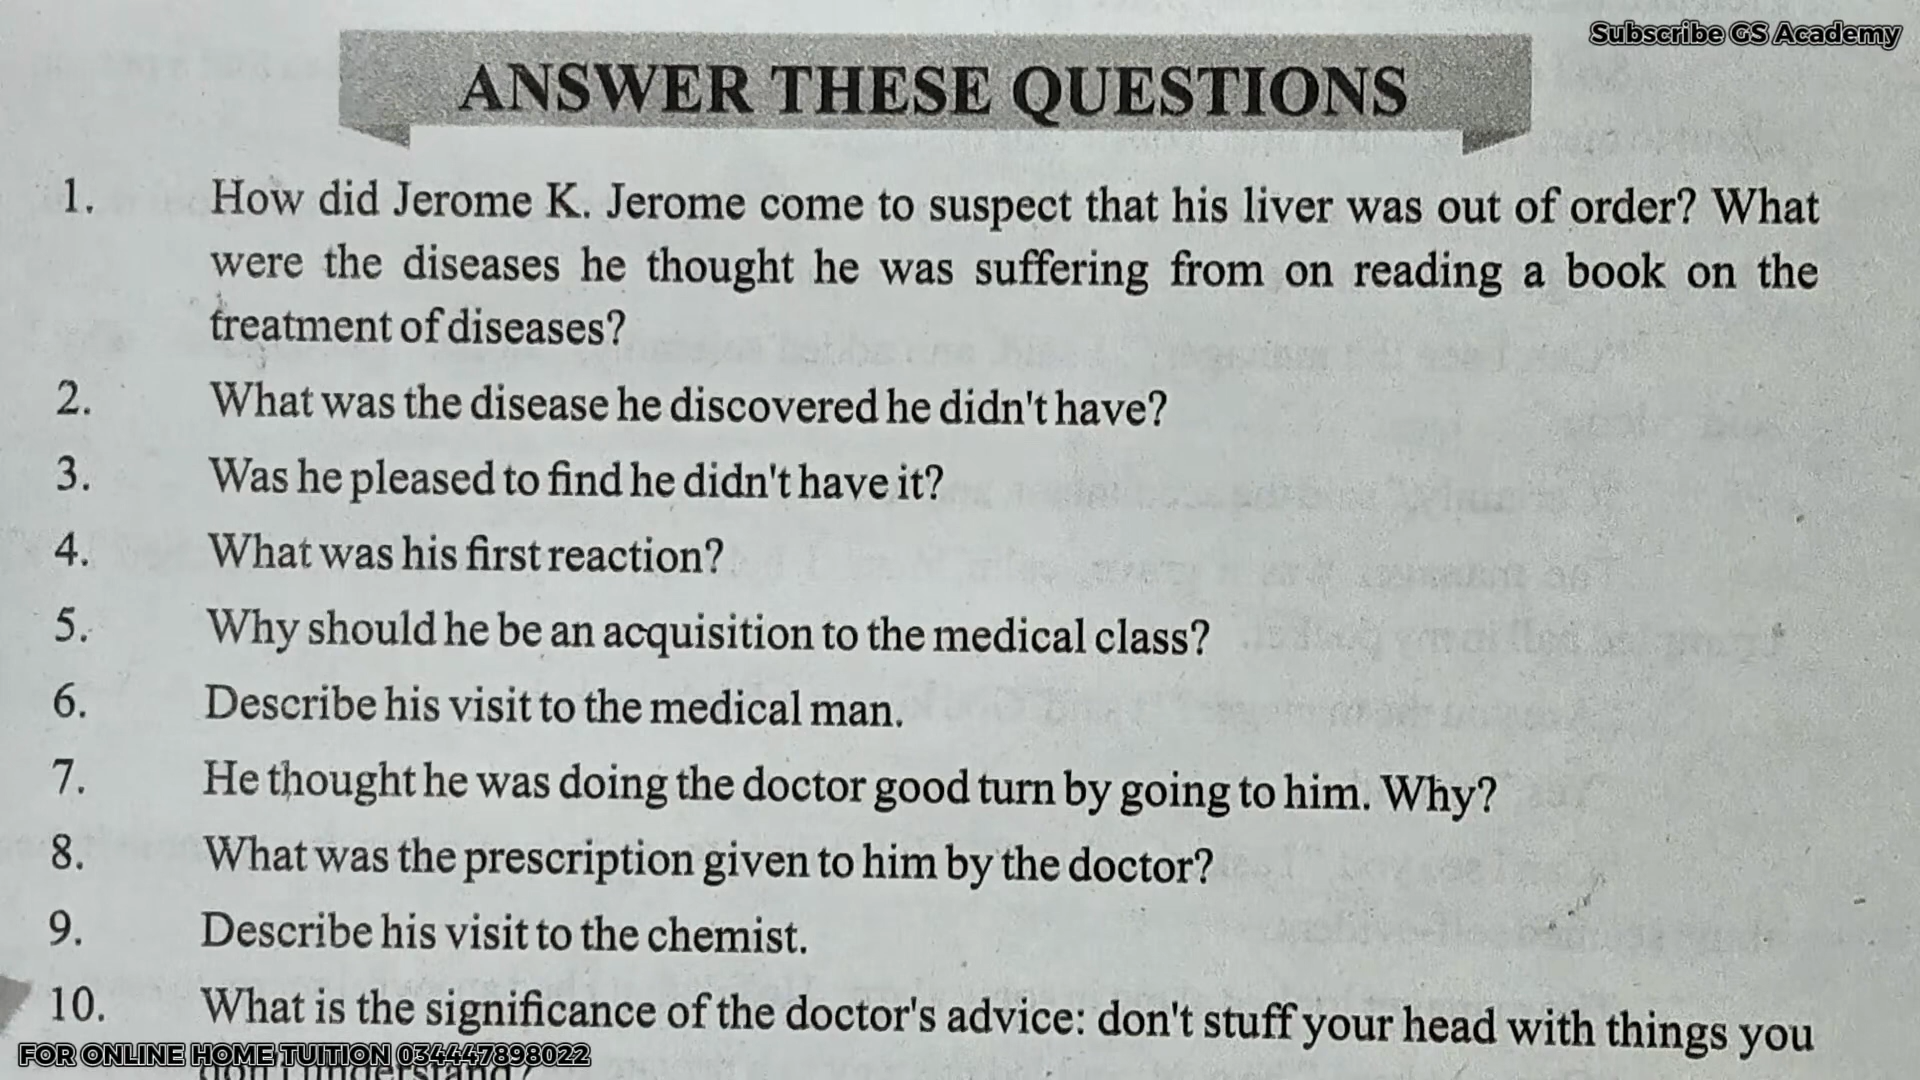 Subscribe GS Academy
ANSWER THESE QUESTIONS
1. How did Jerome K. Jerome come to suspect that his liver was out of order? What
were the diseases he thought he was suffering from on reading a book on the
treatment of diseases?
2. What was the disease he discovered he didn't have?
3. Was he pleased to find he didn't have it?
4. What was his first reaction?
5. Why should he be an acquisition to the medical class?
6. Describe his visit to the medical man.
7. He thought he was doing the doctor good turn by going to him. Why?
8. What was the prescription given to him by the doctor?
9. Describe his visit to the chemist.
10. What is the significance of the doctor's advice: don't stuff your head with things you
FOR ONLINE HOME TUITION 034447898022
don't understand?